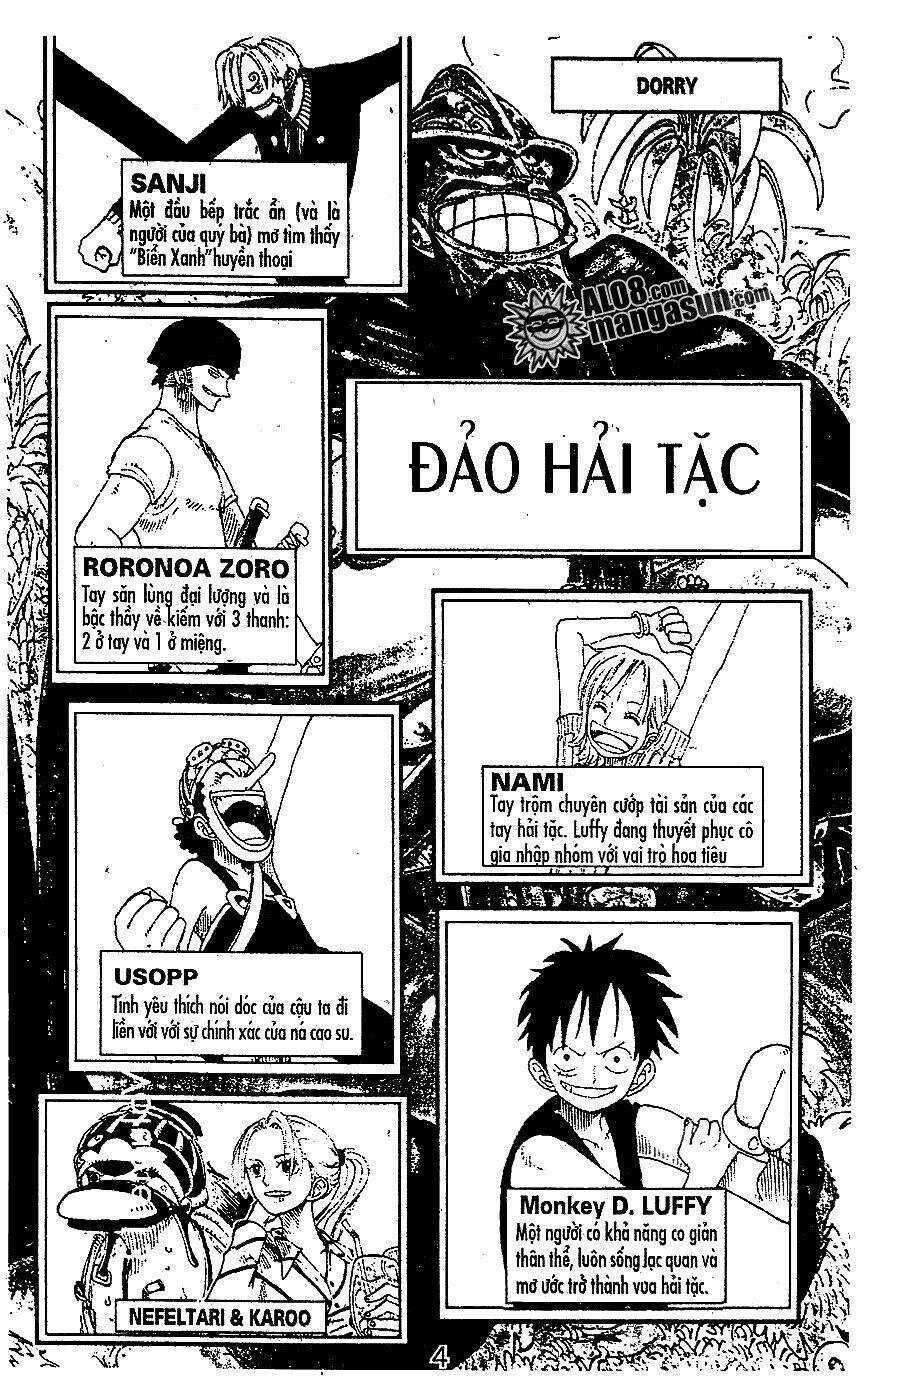 SANJI
Một đầu bếp trắc ẩn (và là
người của quý bà) mơ tìm thấy
"Biển Xanh"huyền thoại
DORRY
AL08.com
mangasun.com
ĐẢO HẢI TẶC
RORONOA ZORO
Tay săn lùng đại lượng và là
bậc thầy về kiếm với 3 thanh:
2 ở tay và 1 ở miệng.
NAMI
Tay trộm chuyên cướp tài sản của các
tay hải tặc. Luffy đang thuyết phục cô
gia nhập nhóm với vai trò hoa tiêu
USOPP
Tính yêu thích nói dóc của cậu ta đi
liền với với sự chính xác của ná cao su.
Monkey D. LUFFY
Một người có khả năng co giản
thân thể, luôn sống lạc quan và
mơ ước trở thành vua hải tặc.
NEFELTARI & KAROO
4